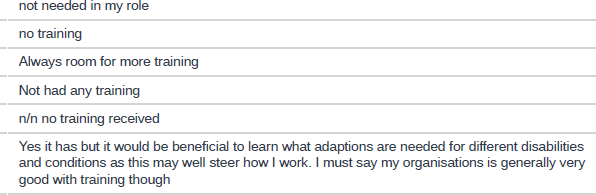 not needed in my role
no training
Always room for more training
Not had any training
n/n no training received
Yes it has but it would be beneficial to learn what adaptions are needed for different disabilities
and conditions as this may well steer how I work. I must say my organisations is generally very
good with training though